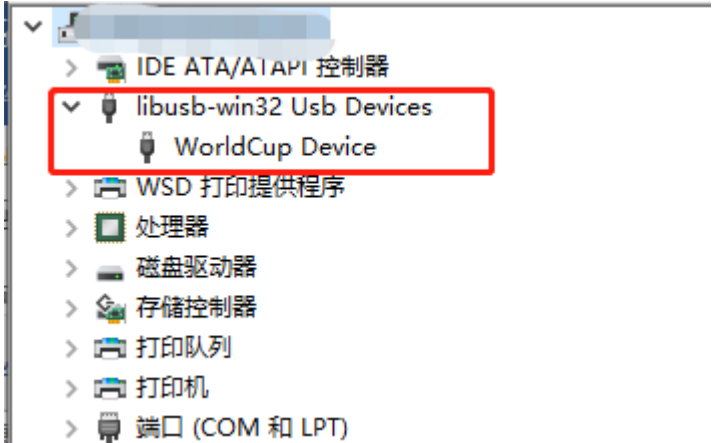 IDE ATA/ATAPI 控制器
libusb-win32 Usb Devices
WorldCup Device
WSD 打印提供程序
处理器
磁盘驱动器
存储控制器
打印队列
打印机
端口 (COM 和 LPT)